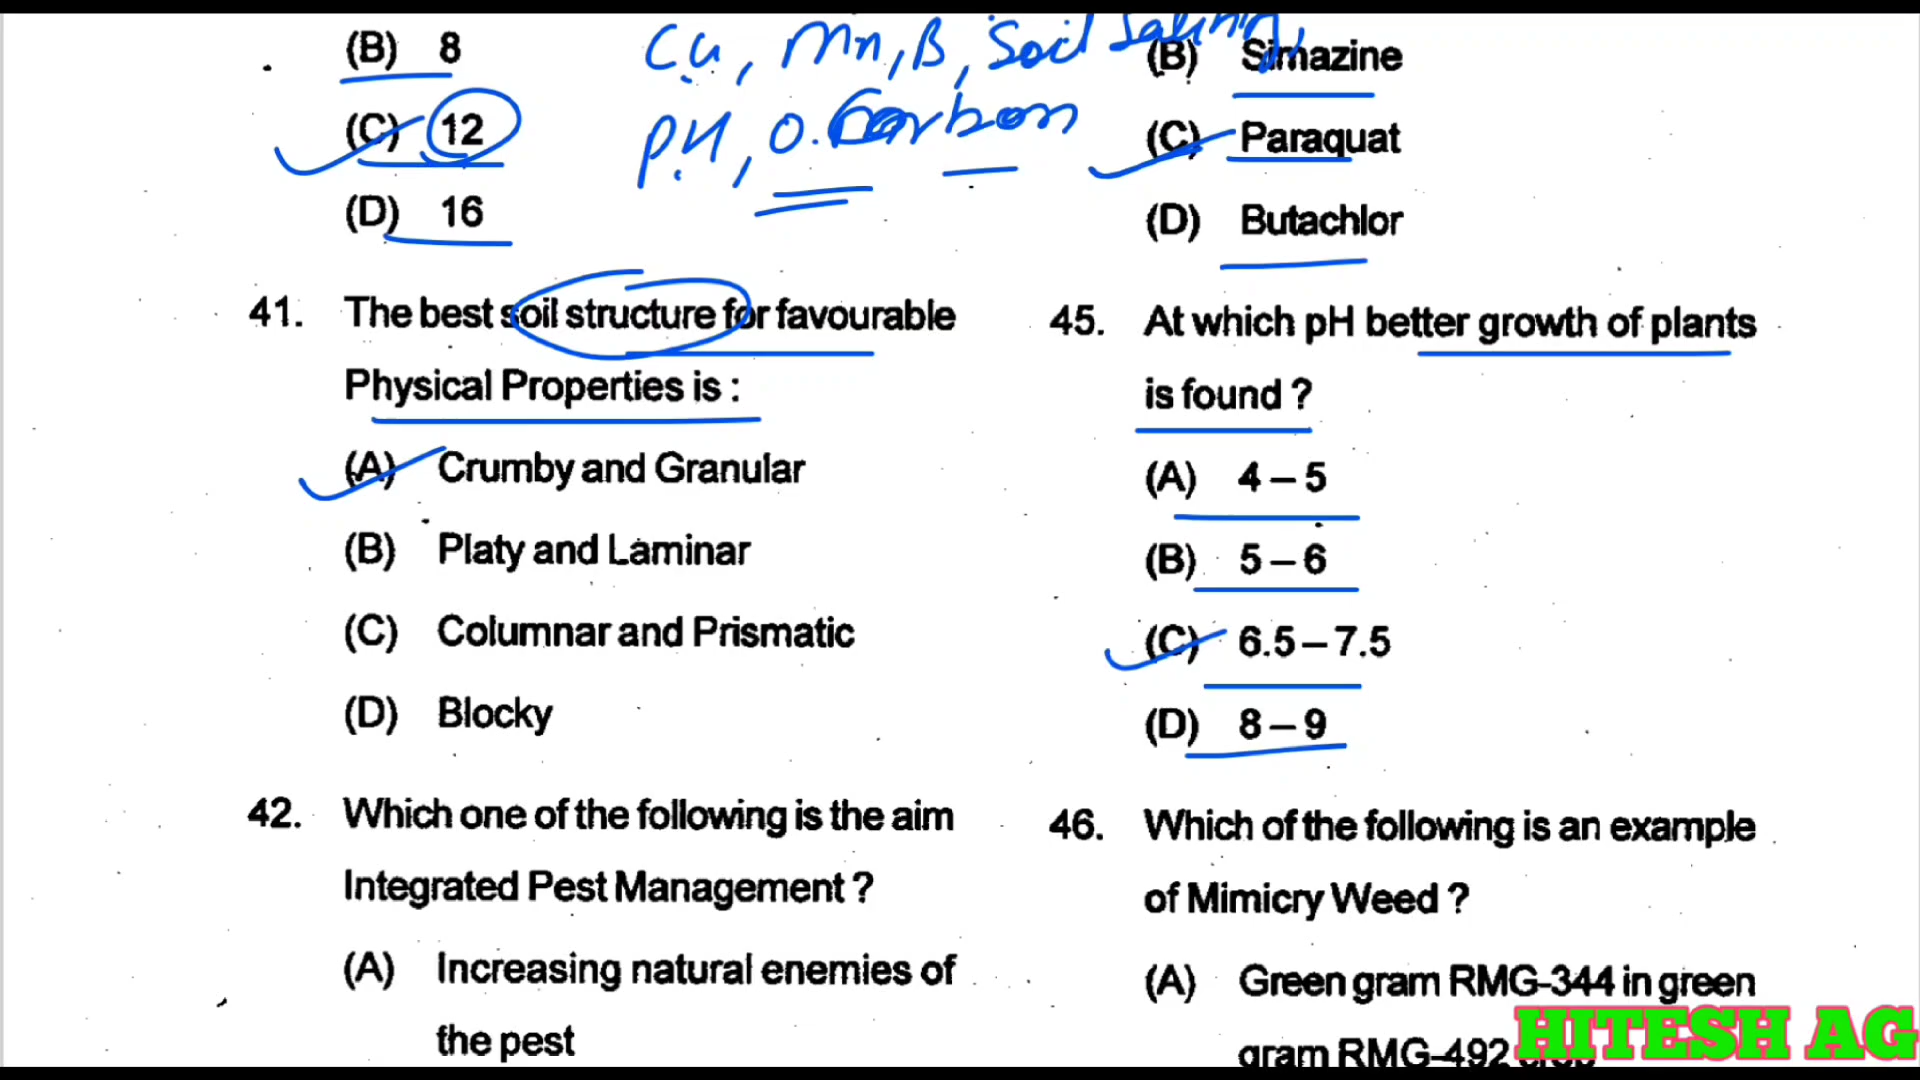 (B) 8
(C) 12
(D) 16
Cu, Mn, B, Soil Salinity,
pH, O. Carbon
41. The best soil structure for favourable
Physical Properties is :
(A) Crumby and Granular
(B) Platy and Laminar
(C) Columnar and Prismatic
(D) Blocky
42. Which one of the following is the aim
Integrated Pest Management ?
(A) Increasing natural enemies of
the pest
(B) Simazine
(C) Paraquat
(D) Butachlor
45. At which pH better growth of plants
is found ?
(A) 4 – 5
(B) 5 – 6
(C) 6.5 – 7.5
(D) 8 – 9
46. Which of the following is an example
of Mimicry Weed ?
(A) Green gram RMG-344 in green
gram RMG-492
HITESH AG